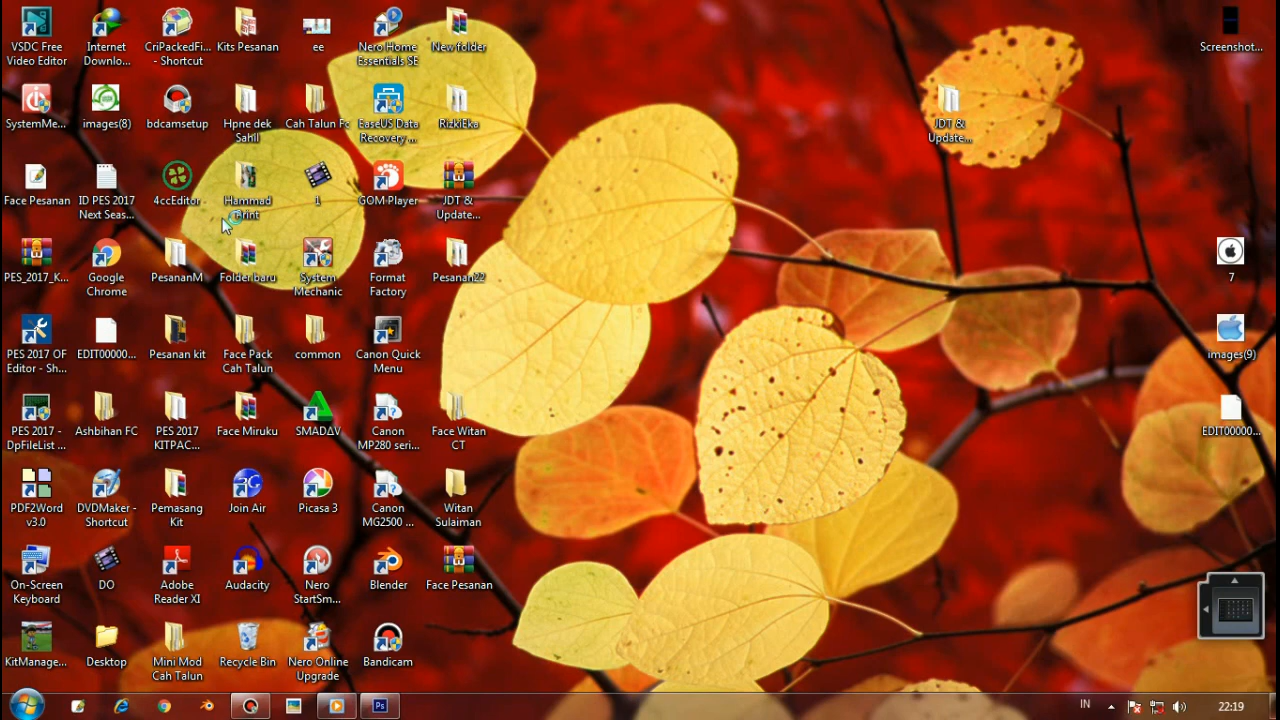 VSDC Free
Video Editor
Internet
Downlo...
CriPackedFi...
- Shortcut
Kits Pesanan
ee
Nero Home
Essentials SE
New folder
Screenshot...
SystemMe...
images(8)
bdcamsetup
Hpne dek
Sahil
Cah Talun Fc
EaseUS Data
Recovery ...
RizkiEka
JDT &
Update...
Face Pesanan
ID PES 2017
Next Seas...
4ccEditor
Hammad
Print
1
GOM Player
JDT &
Update...
PES_2017_K...
Google
Chrome
PesananM
Folder baru
System
Mechanic
Format
Factory
Pesanan22
7
PES 2017 OF
Editor - Sh...
EDIT00000...
Pesanan kit
Face Pack
Cah Talun
common
Canon Quick
Menu
images(9)
PES 2017 -
DpFileList ...
Ashbihan FC
PES 2017
KITPAC...
Face Miruku
SMADΔV
Canon
MP280 seri...
Face Witan
CT
EDIT00000...
PDF2Word
v3.0
DVDMaker -
Shortcut
Pemasang
Kit
Join Air
Picasa 3
Canon
MG2500 ...
Witan
Sulaiman
On-Screen
Keyboard
DO
Adobe
Reader XI
Audacity
Nero
StartSm...
Blender
Face Pesanan
KitManage...
Desktop
Mini Mod
Cah Talun
Recycle Bin
Nero Online
Upgrade
Bandicam
Ps
IN
22:19